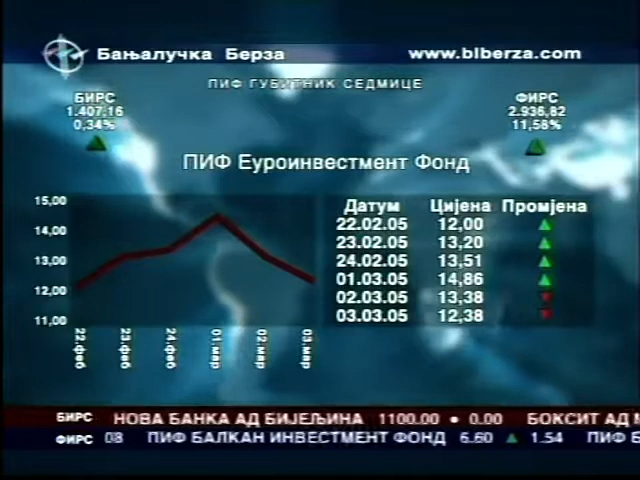 Бањалучка Берза www.blberza.com
ПИФ ГУБИТНИК СЕДМИЦЕ
БИРС
1.407,16
0,34%
ФИРС
2.936,82
11,58%
ПИФ Еуроинвестмент Фонд
15,00
14,00
13,00
12,00
11,00
22.феб
23.феб
24.феб
01.мар
02.мар
03.мар
Датум Цијена Промјена
22.02.05 12,00
23.02.05 13,20
24.02.05 13,51
01.03.05 14,86
02.03.05 13,38
03.03.05 12,38
БИРС НОВА БАНКА АД БИЈЕЉИНА 1100.00 • 0.00 БОКСИТ АД
ФИРС 08 ПИФ БАЛКАН ИНВЕСТМЕНТ ФОНД 6.60 ▲ 1.54 ПИФ